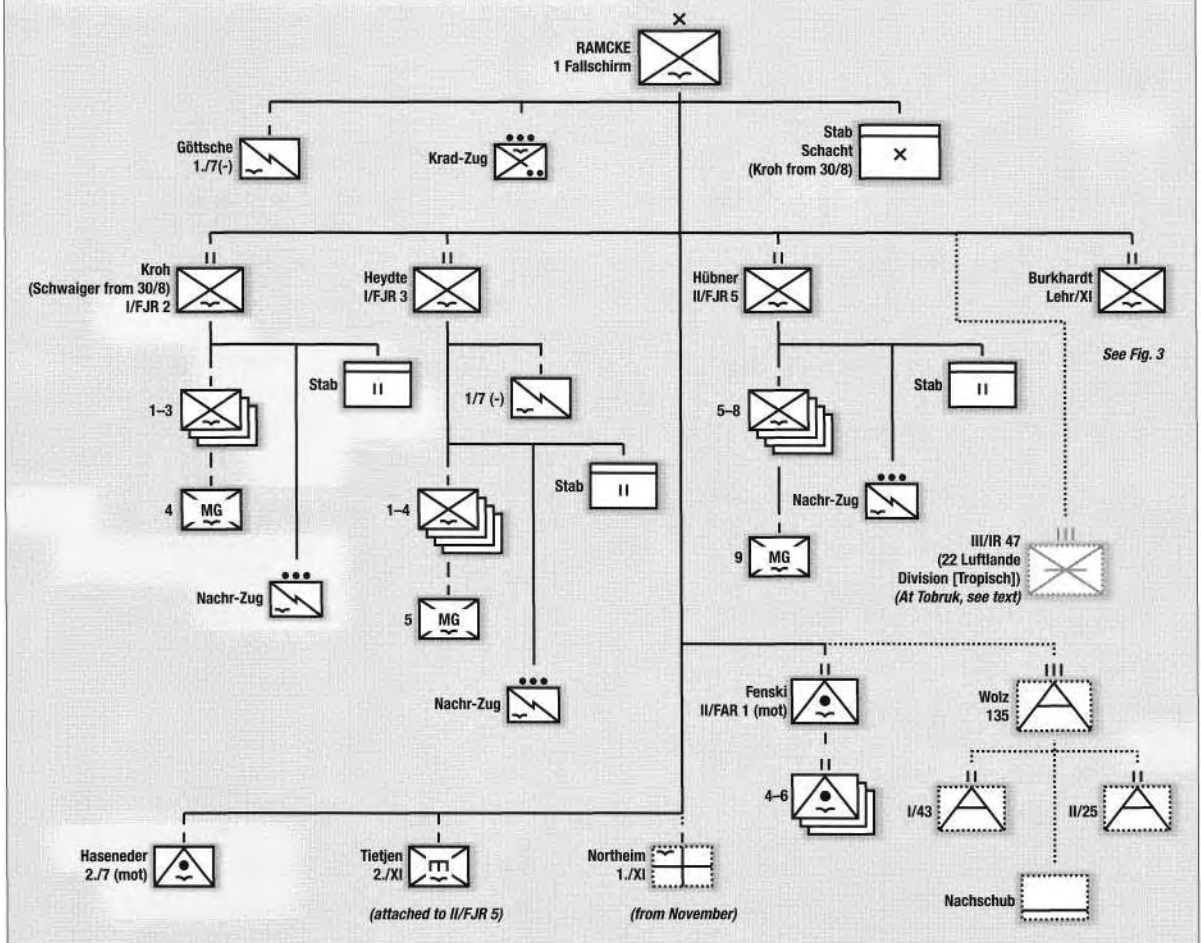 RAMCKE
1 Fallschirm
Göttsche
1./7(-)
Krad-Zug
Stab
Schacht
(Kroh from 30/8)
Kroh
(Schwaiger from 30/8)
I/FJR 2
Heydte
I/FJR 3
Hübner
II/FJR 5
Burkhardt
Lehr/XI
See Fig. 3
Stab
1–3
1/7 (-)
Stab
5–8
4
MG
1–4
Stab
Nachr-Zug
9
MG
III/IR 47
(22 Luftlande
Division [Tropisch])
(At Tobruk, see text)
Nachr-Zug
5
MG
Nachr-Zug
Fenski
II/FAR 1 (mot)
Wolz
135
4–6
I/43
II/25
Haseneder
2./7 (mot)
Tietjen
2./XI
Northeim
1./XI
(attached to II/FJR 5)
(from November)
Nachschub